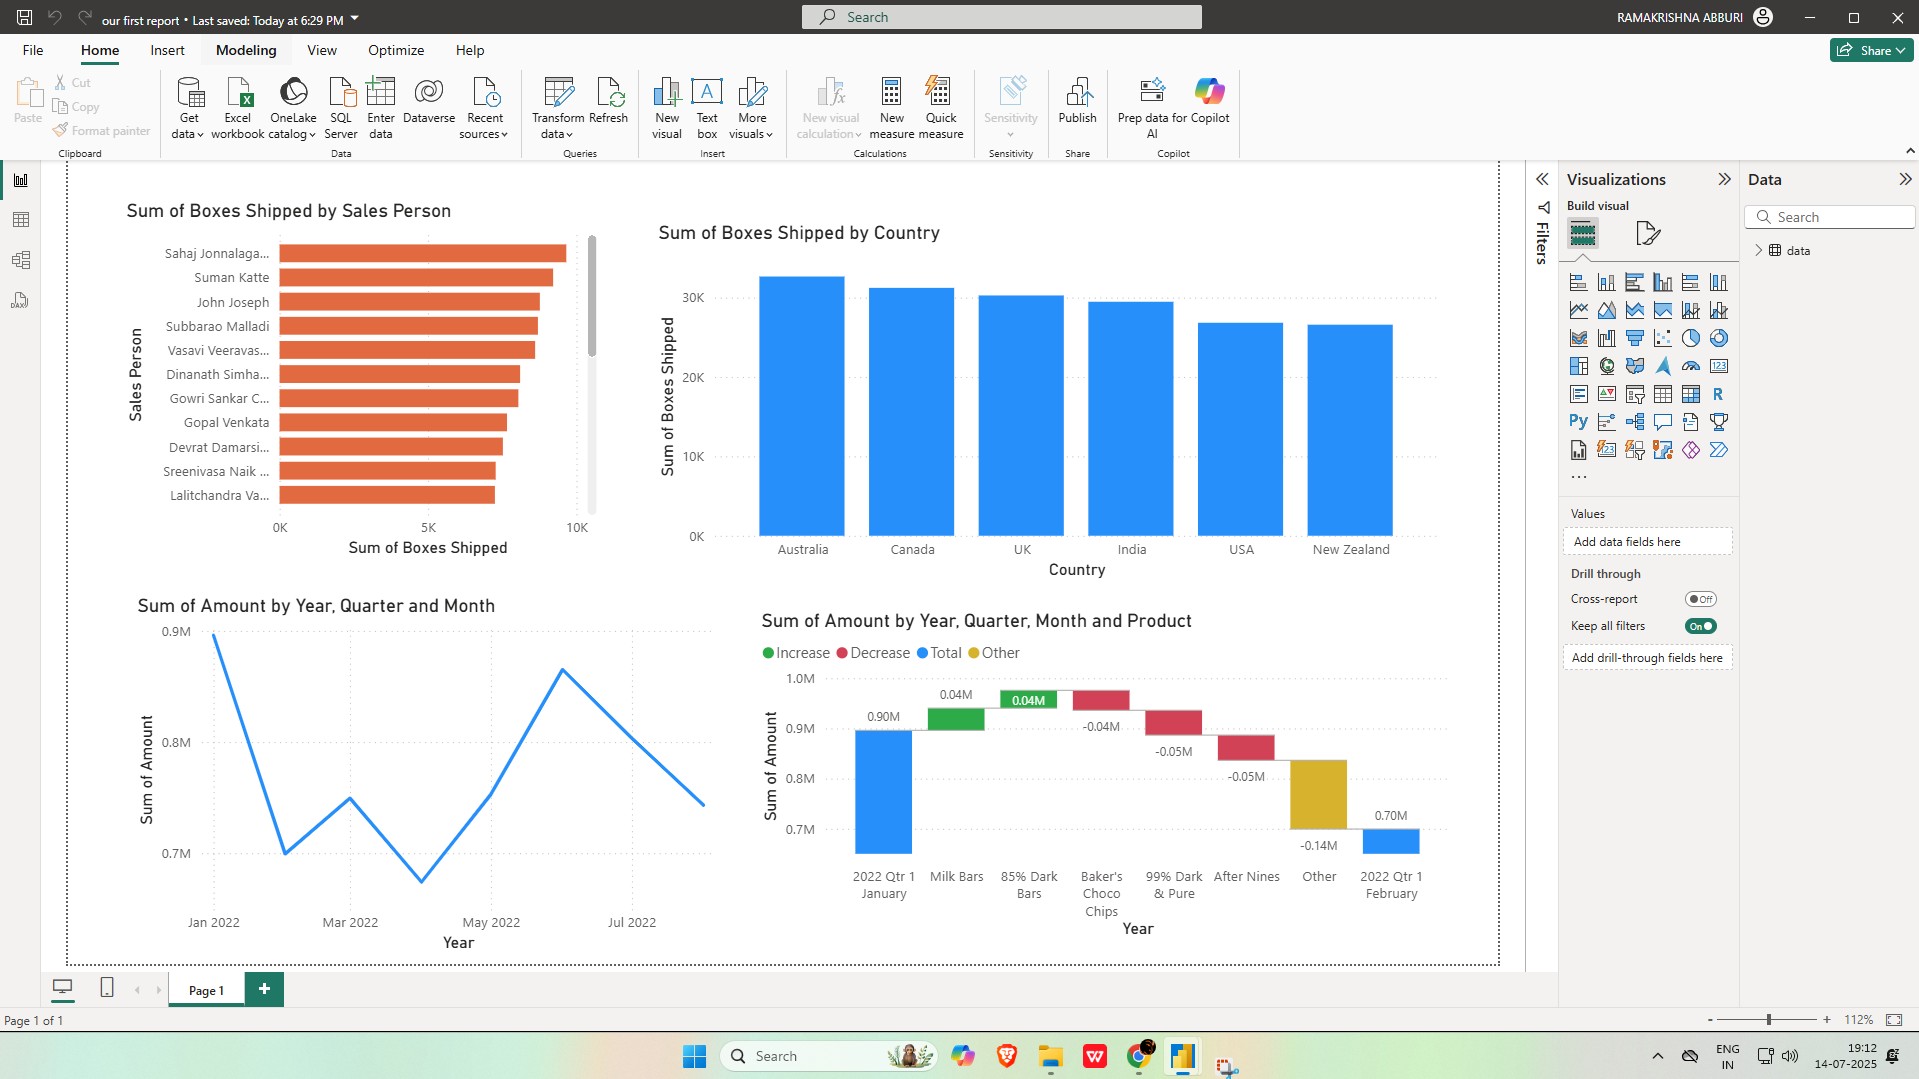 our first report • Last saved: Today at 6:29 PM
Search
RAMAKRISHNA ABBURI
File
Home
Insert
Modeling
View
Optimize
Help
Share
Paste
Cut
Copy
Format painter
Clipboard
Get data
Excel workbook
OneLake catalog
SQL Server
Enter data
Dataverse
Recent sources
Data
Transform data
Refresh
Queries
New visual
Text box
More visuals
Insert
New visual calculation
New measure
Quick measure
Calculations
Sensitivity
Sensitivity
Publish
Share
Prep data for AI
Copilot
Copilot
Sum of Boxes Shipped by Sales Person
Sales Person
Sahaj Jonnalaga...
Suman Katte
John Joseph
Subbarao Malladi
Vasavi Veeravas...
Dinanath Simha...
Gowri Sankar C...
Gopal Venkata
Devrat Damarsi...
Sreenivasa Naik ...
Lalitchandra Va...
0K
5K
10K
Sum of Boxes Shipped
Sum of Boxes Shipped by Country
Sum of Boxes Shipped
30K
20K
10K
0K
Australia
Canada
UK
India
USA
New Zealand
Country
Sum of Amount by Year, Quarter and Month
Sum of Amount
0.9M
0.8M
0.7M
Jan 2022
Mar 2022
May 2022
Jul 2022
Year
Sum of Amount by Year, Quarter, Month and Product
Increase
Decrease
Total
Other
Sum of Amount
1.0M
0.9M
0.8M
0.7M
0.90M
0.04M
0.04M
-0.04M
-0.05M
-0.05M
-0.14M
0.70M
2022 Qtr 1
January
Milk Bars
85% Dark
Bars
Baker's
Choco
Chips
99% Dark
& Pure
After Nines
Other
2022 Qtr 1
February
Year
Filters
Visualizations
Build visual
123
R
Py
123
...
Values
Add data fields here
Drill through
Cross-report
Off
Keep all filters
On
Add drill-through fields here
Data
Search
data
DAX
Page 1
Page 1 of 1
112%
Search
W
ENG
IN
19:12
14-07-2025